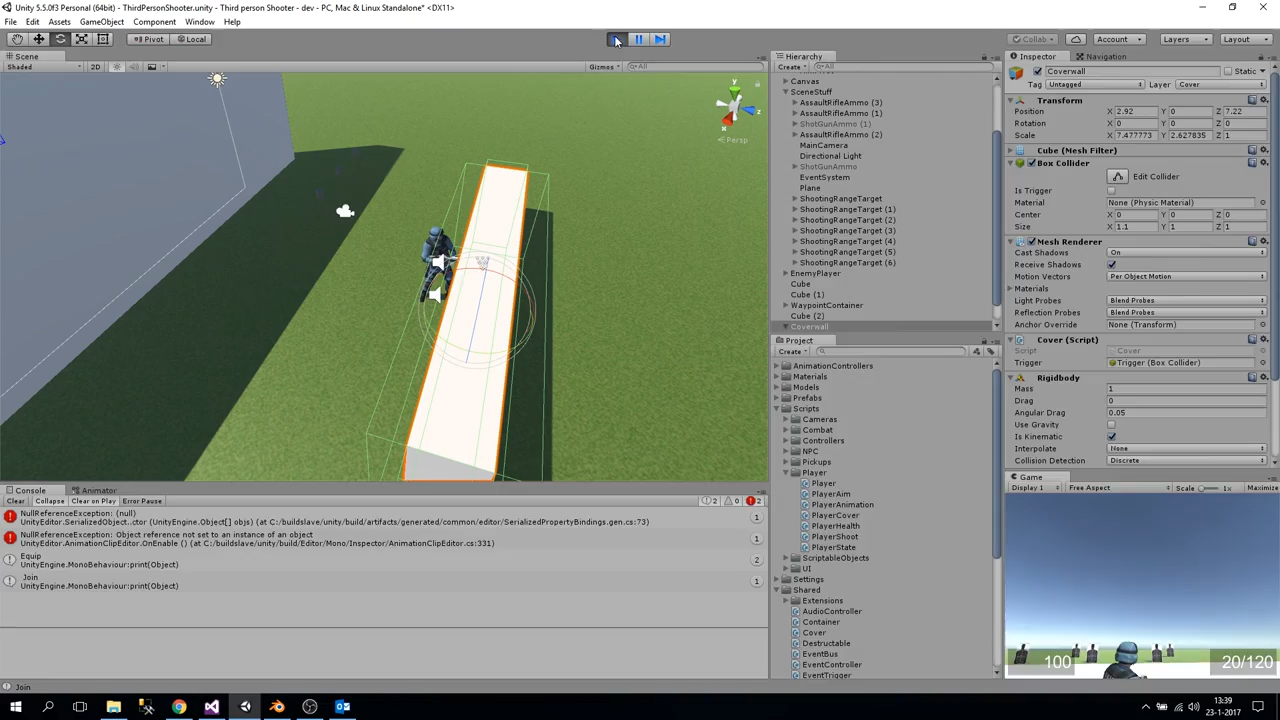 Unity 5.5.0f3 Personal (64bit) - ThirdPersonShooter.unity - Third person Shooter - dev - PC, Mac & Linux Standalone* <DX11>
File Edit Assets GameObject Component Window Help
Pivot Local Collab Account Layers Layout
Scene
Shaded 2D Gizmos All
y
z
x
Persp
Hierarchy
Create All
Canvas
SceneStuff
AssaultRifleAmmo (3)
AssaultRifleAmmo (1)
ShotGunAmmo (1)
AssaultRifleAmmo (2)
MainCamera
Directional Light
ShotGunAmmo
EventSystem
Plane
ShootingRangeTarget
ShootingRangeTarget (1)
ShootingRangeTarget (2)
ShootingRangeTarget (3)
ShootingRangeTarget (4)
ShootingRangeTarget (5)
ShootingRangeTarget (6)
EnemyPlayer
Cube
Cube (1)
WaypointContainer
Cube (2)
Coverwall
Project
Create
AnimationControllers
Materials
Models
Prefabs
Scripts
Cameras
Combat
Controllers
NPC
Pickups
Player
Player
PlayerAim
PlayerAnimation
PlayerCover
PlayerHealth
PlayerShoot
PlayerState
ScriptableObjects
UI
Settings
Shared
Extensions
AudioController
Container
Cover
Destructable
EventBus
EventController
EventTrigger
Inspector Navigation
Coverwall Static
Tag Untagged Layer Cover
Transform
Position X 2.92 Y 0 Z 7.22
Rotation X 0 Y 0 Z 0
Scale X 7.477773 Y 2.627835 Z 1
Cube (Mesh Filter)
Box Collider
Edit Collider
Is Trigger
Material None (Physic Material)
Center X 0 Y 0 Z 0
Size X 1.1 Y 1 Z 1
Mesh Renderer
Cast Shadows On
Receive Shadows
Motion Vectors Per Object Motion
Materials
Light Probes Blend Probes
Reflection Probes Blend Probes
Anchor Override None (Transform)
Cover (Script)
Script Cover
Trigger Trigger (Box Collider)
Rigidbody
Mass 1
Drag 0
Angular Drag 0.05
Use Gravity
Is Kinematic
Interpolate None
Collision Detection Discrete
Game
Display 1 Free Aspect Scale 1x Maximize
100 20/120
Console Animator
Clear Collapse Clear on Play Error Pause 2 0 2
NullReferenceException: (null)
UnityEditor.SerializedObject..ctor (UnityEngine.Object[] objs) (at C:/buildslave/unity/build/artifacts/generated/common/editor/SerializedPropertyBindings.gen.cs:73) 1
NullReferenceException: Object reference not set to an instance of an object
UnityEditor.AnimationClipEditor.OnEnable () (at C:/buildslave/unity/build/Editor/Mono/Inspector/AnimationClipEditor.cs:331) 1
Equip
UnityEngine.MonoBehaviour:print(Object) 2
Join
UnityEngine.MonoBehaviour:print(Object) 1
Join
13:39
23-1-2017